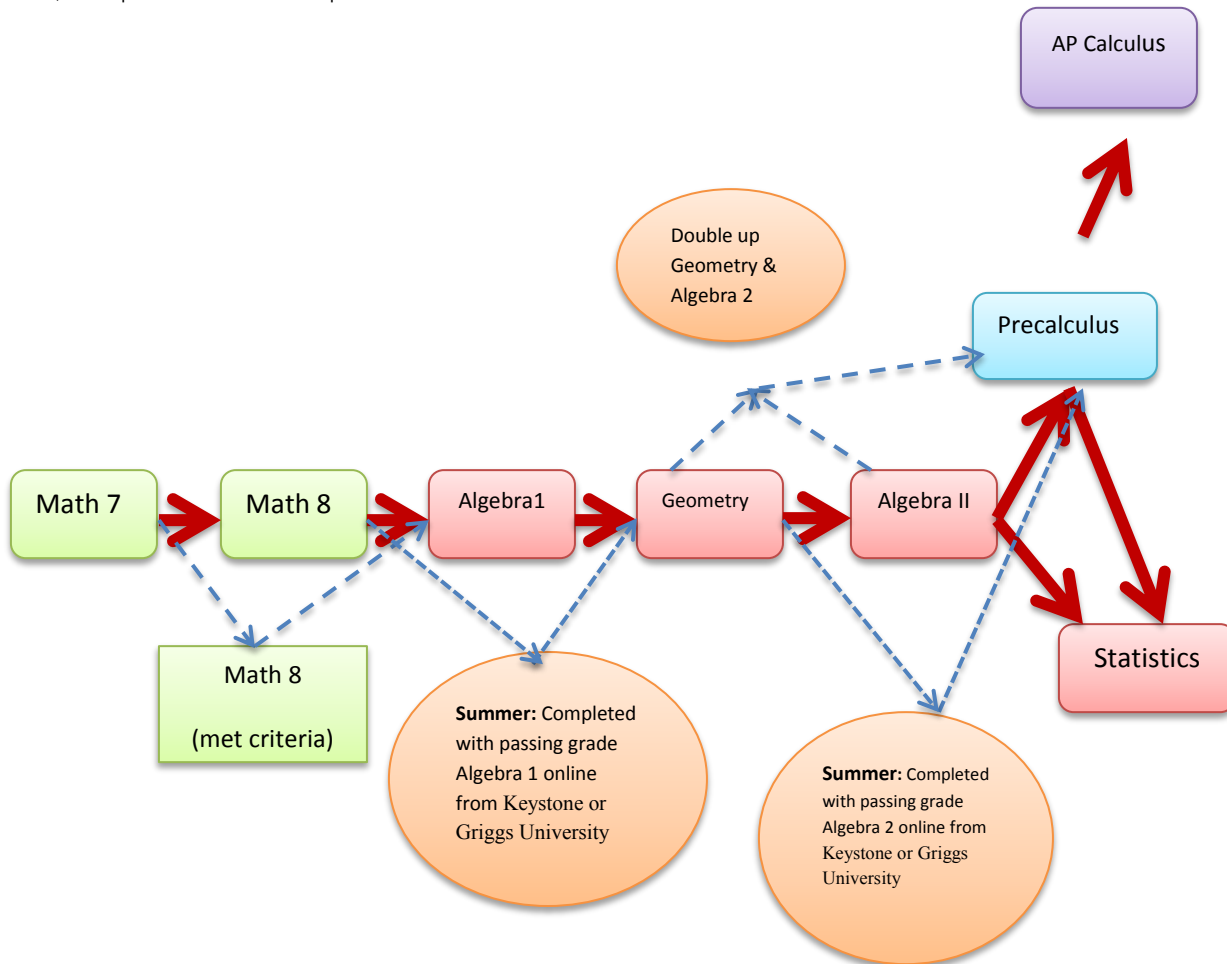 AP Calculus
Double up
Geometry &
Algebra 2
Precalculus
Math 7
Math 8
Algebra1
Geometry
Algebra II
Statistics
Math 8
(met criteria)
Summer: Completed
with passing grade
Algebra 1 online
from Keystone or
Griggs University
Summer: Completed
with passing grade
Algebra 2 online from
Keystone or Griggs
University